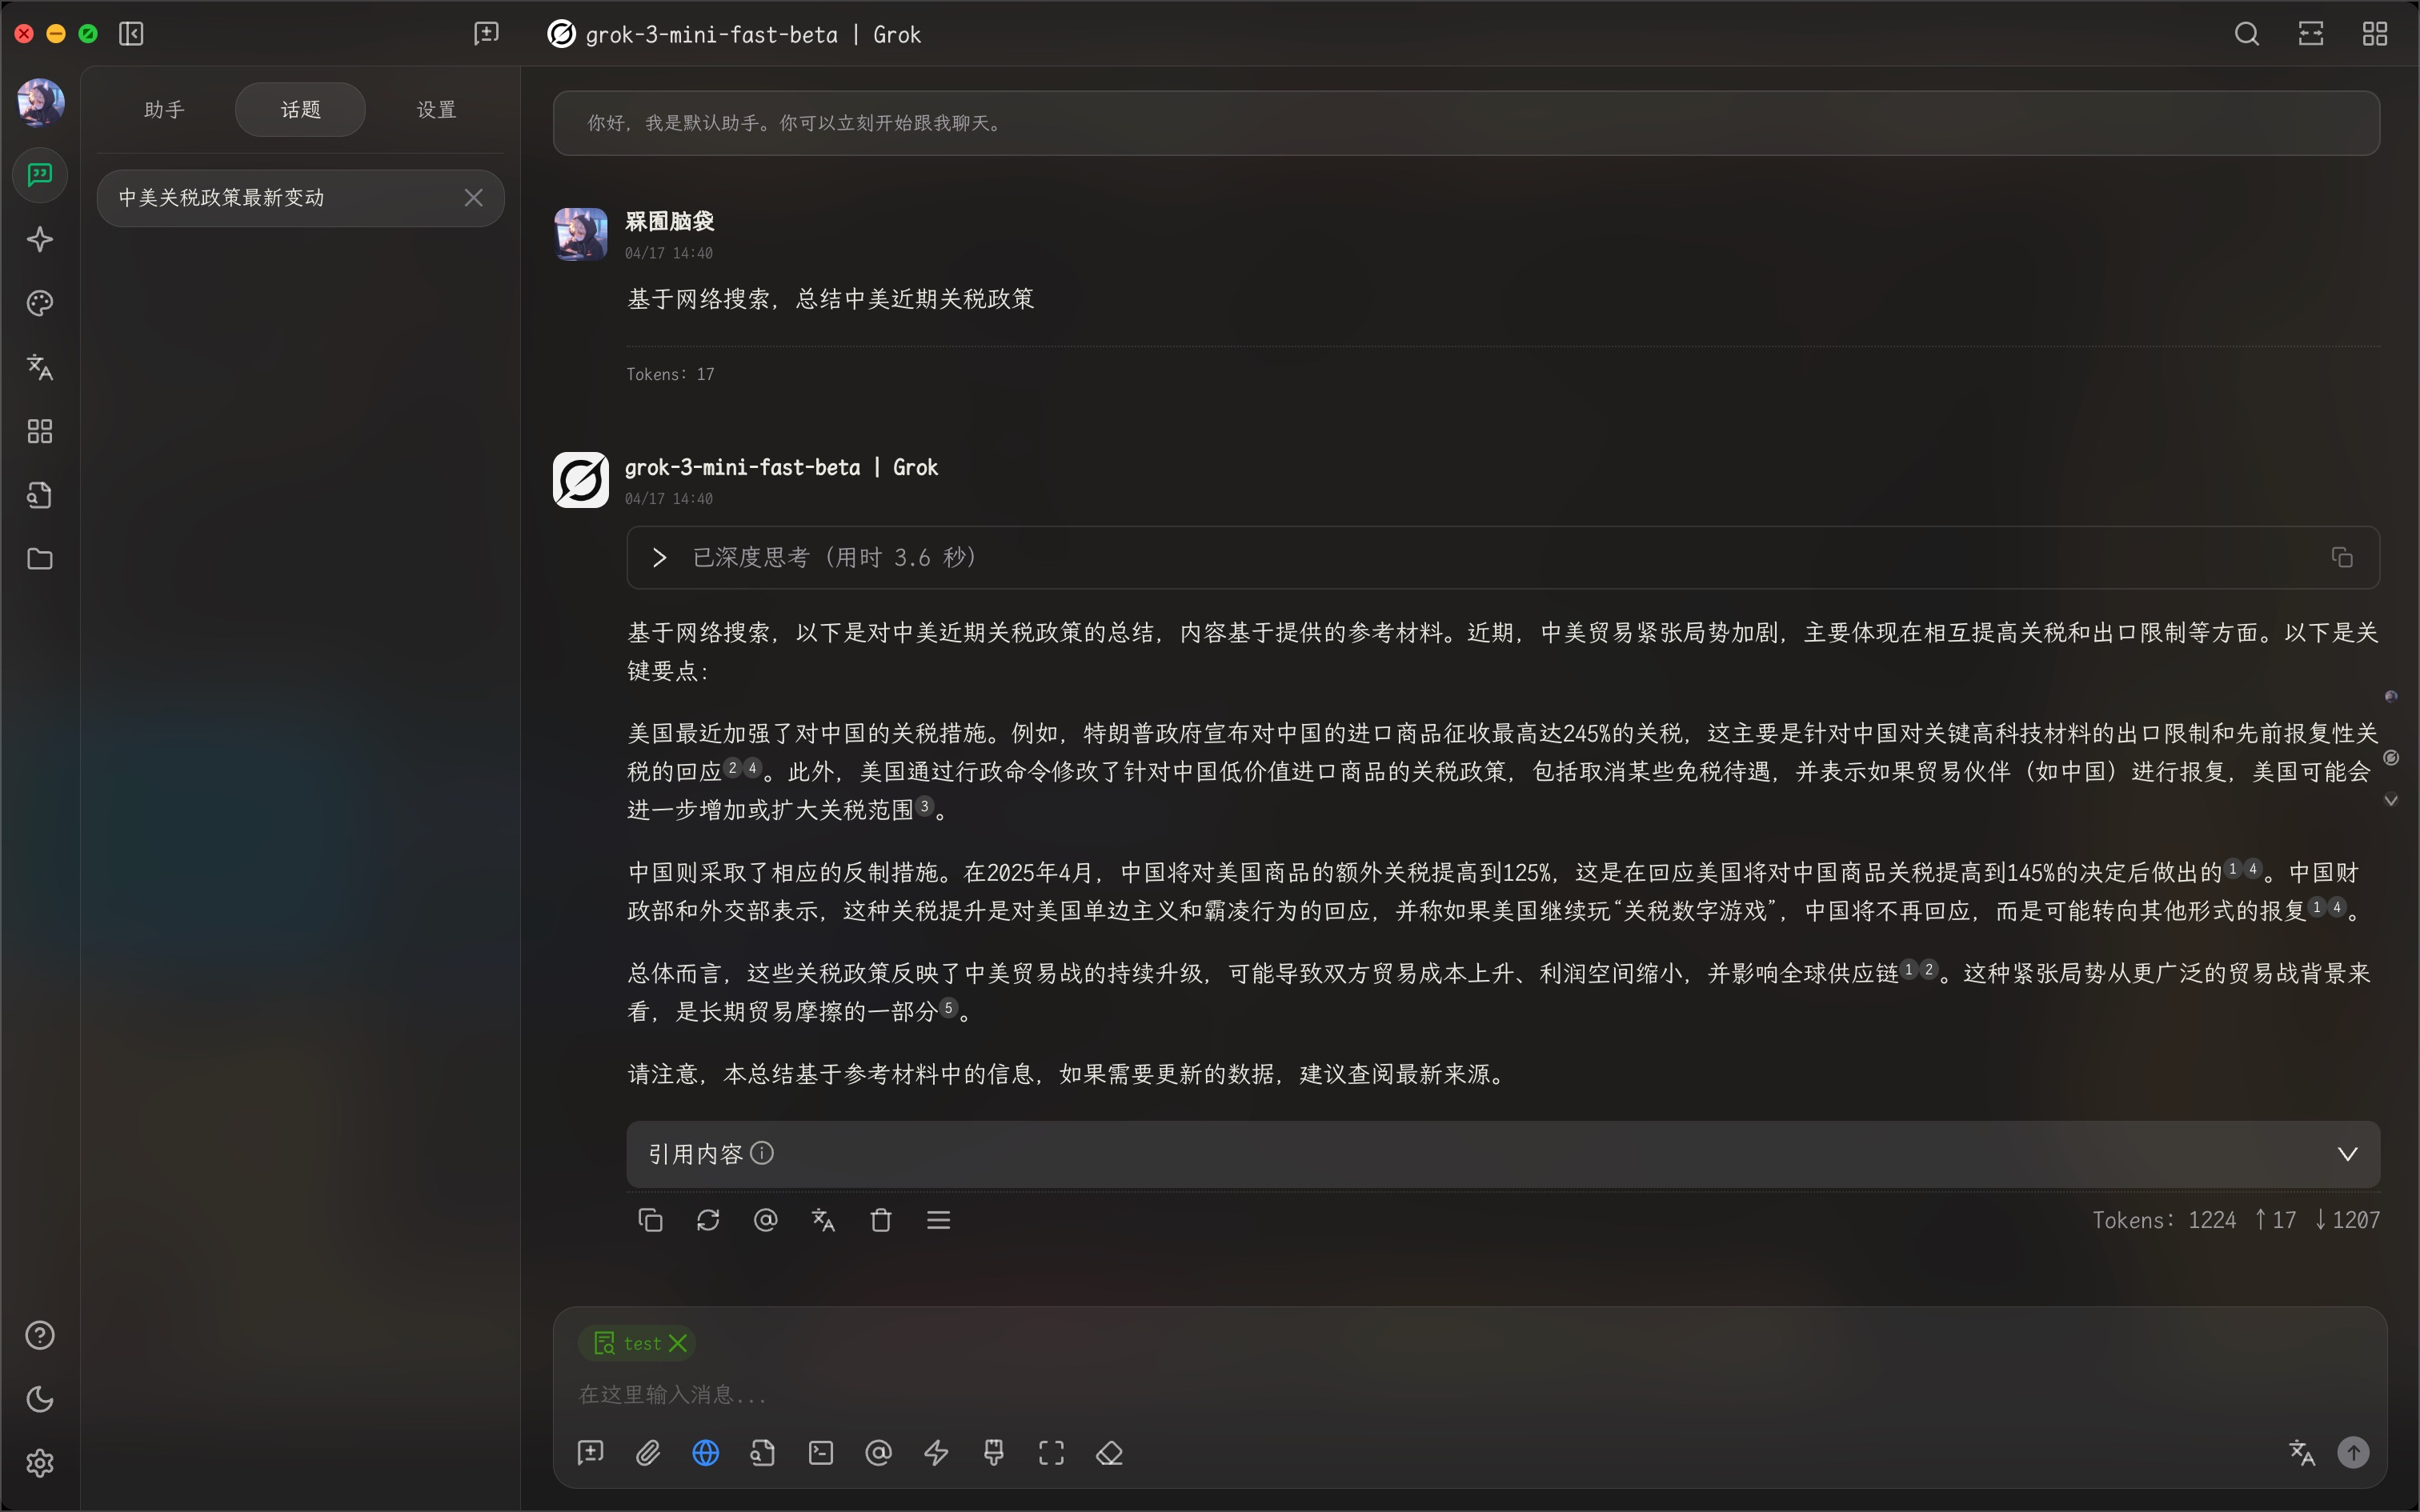 grok-3-mini-fast-beta | Grok
助手
话题
设置
中美关税政策最新变动
你好，我是默认助手。你可以立刻开始跟我聊天。
槑囿脑袋
04/17 14:40
基于网络搜索，总结中美近期关税政策
Tokens: 17
grok-3-mini-fast-beta | Grok
04/17 14:40
已深度思考（用时 3.6 秒）
基于网络搜索，以下是对中美近期关税政策的总结，内容基于提供的参考材料。近期，中美贸易紧张局势加剧，主要体现在相互提高关税和出口限制等方面。以下是关
键要点：
美国最近加强了对中国的关税措施。例如，特朗普政府宣布对中国的进口商品征收最高达245%的关税，这主要是针对中国对关键高科技材料的出口限制和先前报复性关
税的回应2 4。此外，美国通过行政命令修改了针对中国低价值进口商品的关税政策，包括取消某些免税待遇，并表示如果贸易伙伴（如中国）进行报复，美国可能会
进一步增加或扩大关税范围3。
中国则采取了相应的反制措施。在2025年4月，中国将对美国商品的额外关税提高到125%，这是在回应美国将对中国商品关税提高到145%的决定后做出的1 4。中国财
政部和外交部表示，这种关税提升是对美国单边主义和霸凌行为的回应，并称如果美国继续玩“关税数字游戏”，中国将不再回应，而是可能转向其他形式的报复1 4。
总体而言，这些关税政策反映了中美贸易战的持续升级，可能导致双方贸易成本上升、利润空间缩小，并影响全球供应链1 2。这种紧张局势从更广泛的贸易战背景来
看，是长期贸易摩擦的一部分5。
请注意，本总结基于参考材料中的信息，如果需要更新的数据，建议查阅最新来源。
引用内容
Tokens: 1224 ↑17 ↓1207
test
在这里输入消息...